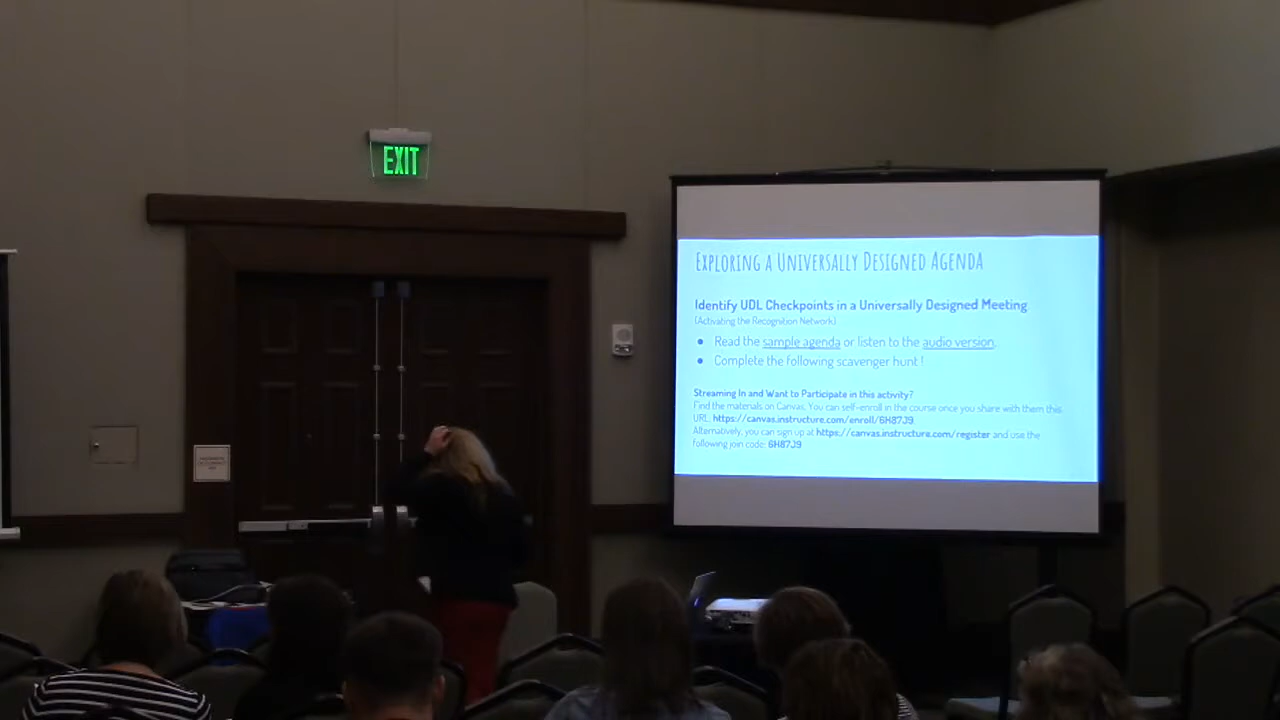 EXIT
EXPLORING A UNIVERSALLY DESIGNED AGENDA
Identify UDL Checkpoints in a Universally Designed Meeting
(Activating the Recognition Network)
● Read the sample agenda or listen to the audio version.
● Complete the following scavenger hunt !
Streaming In and Want to Participate in this activity?
Find the materials on Canvas. You can self-enroll in the course once you share with them this
URL: https://canvas.instructure.com/enroll/6H87J9
Alternatively, you can sign up at https://canvas.instructure.com/register and use the
following join code: 6H87J9